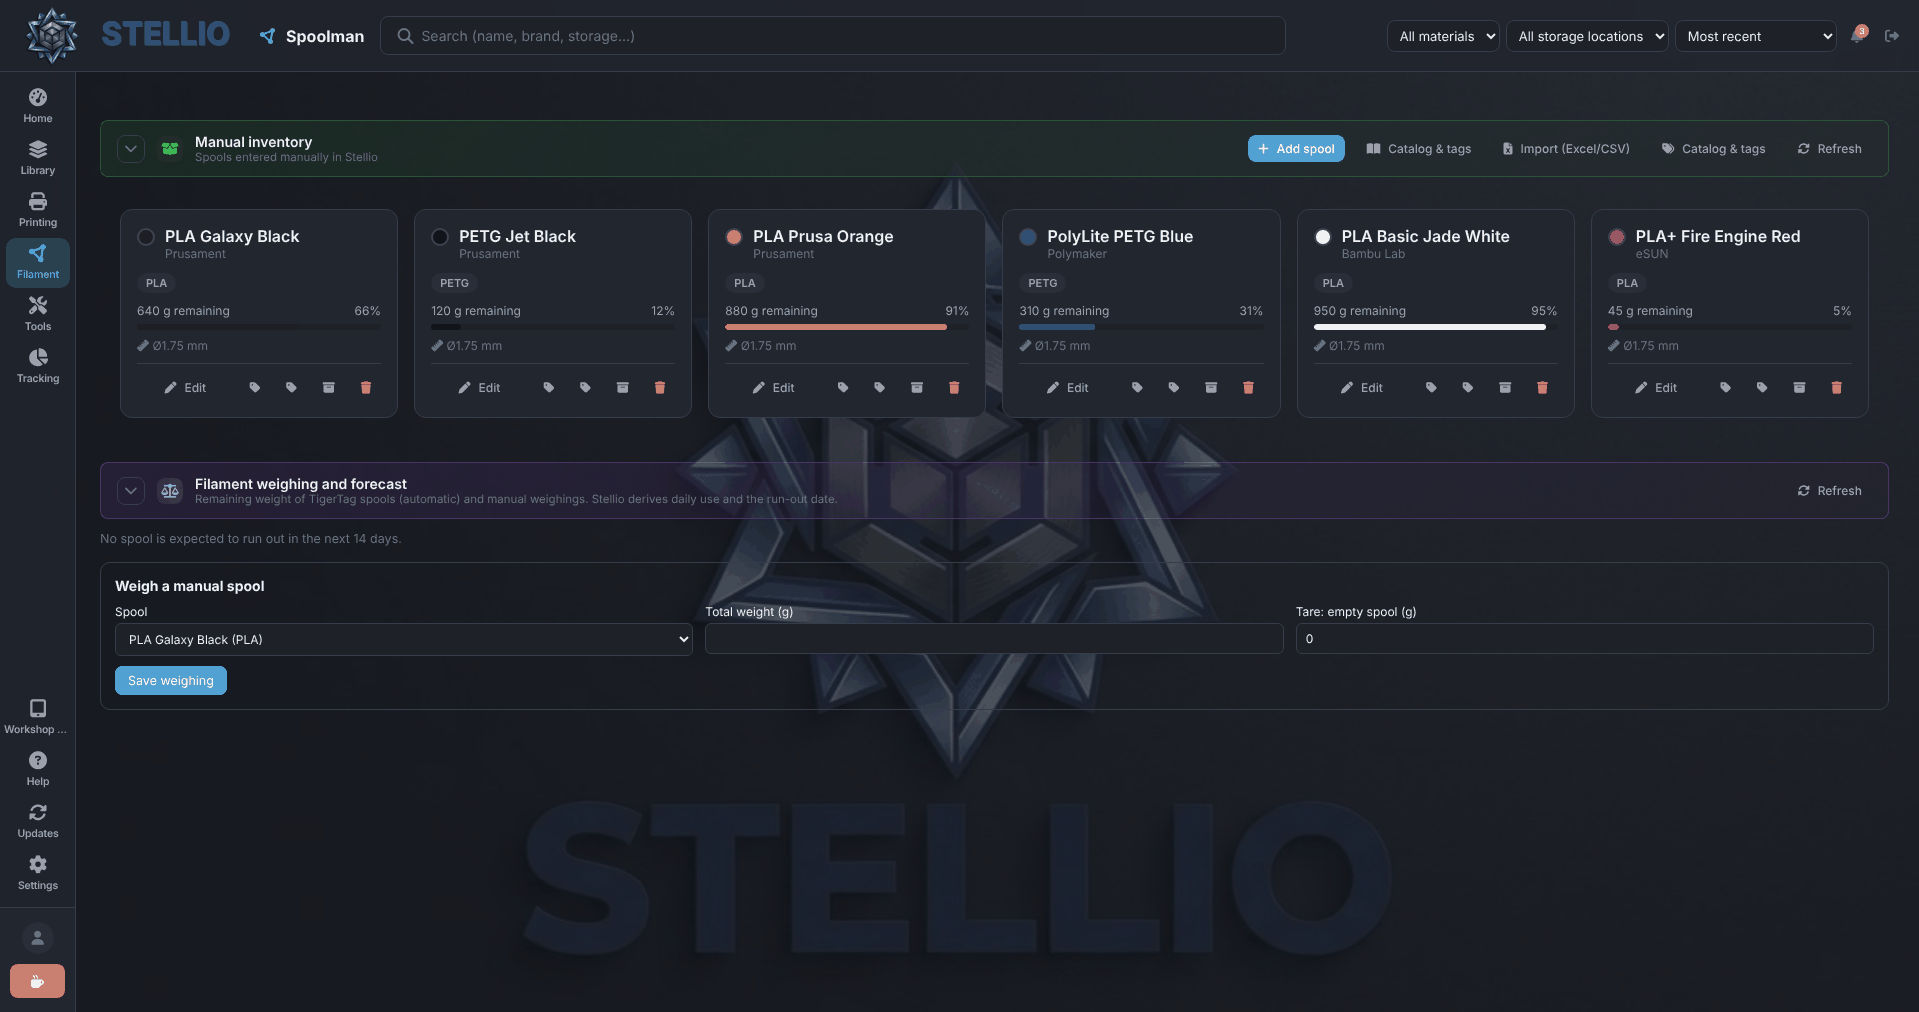 STELLIO
Spoolman
Search (name, brand, storage...)
All materials
All storage locations
Most recent
3
Home
Library
Printing
Filament
Tools
Tracking
Workshop ...
Help
Updates
Settings
Manual inventory
Spools entered manually in Stellio
Add spool
Catalog & tags
Import (Excel/CSV)
Catalog & tags
Refresh
PLA Galaxy Black
Prusament
PLA
640 g remaining 66%
Ø1.75 mm
Edit
PETG Jet Black
Prusament
PETG
120 g remaining 12%
Ø1.75 mm
Edit
PLA Prusa Orange
Prusament
PLA
880 g remaining 91%
Ø1.75 mm
Edit
PolyLite PETG Blue
Polymaker
PETG
310 g remaining 31%
Ø1.75 mm
Edit
PLA Basic Jade White
Bambu Lab
PLA
950 g remaining 95%
Ø1.75 mm
Edit
PLA+ Fire Engine Red
eSUN
PLA
45 g remaining 5%
Ø1.75 mm
Edit
Filament weighing and forecast
Remaining weight of TigerTag spools (automatic) and manual weighings. Stellio derives daily use and the run-out date.
Refresh
No spool is expected to run out in the next 14 days.
Weigh a manual spool
Spool
PLA Galaxy Black (PLA)
Total weight (g)
Tare: empty spool (g)
0
Save weighing
STELLIO